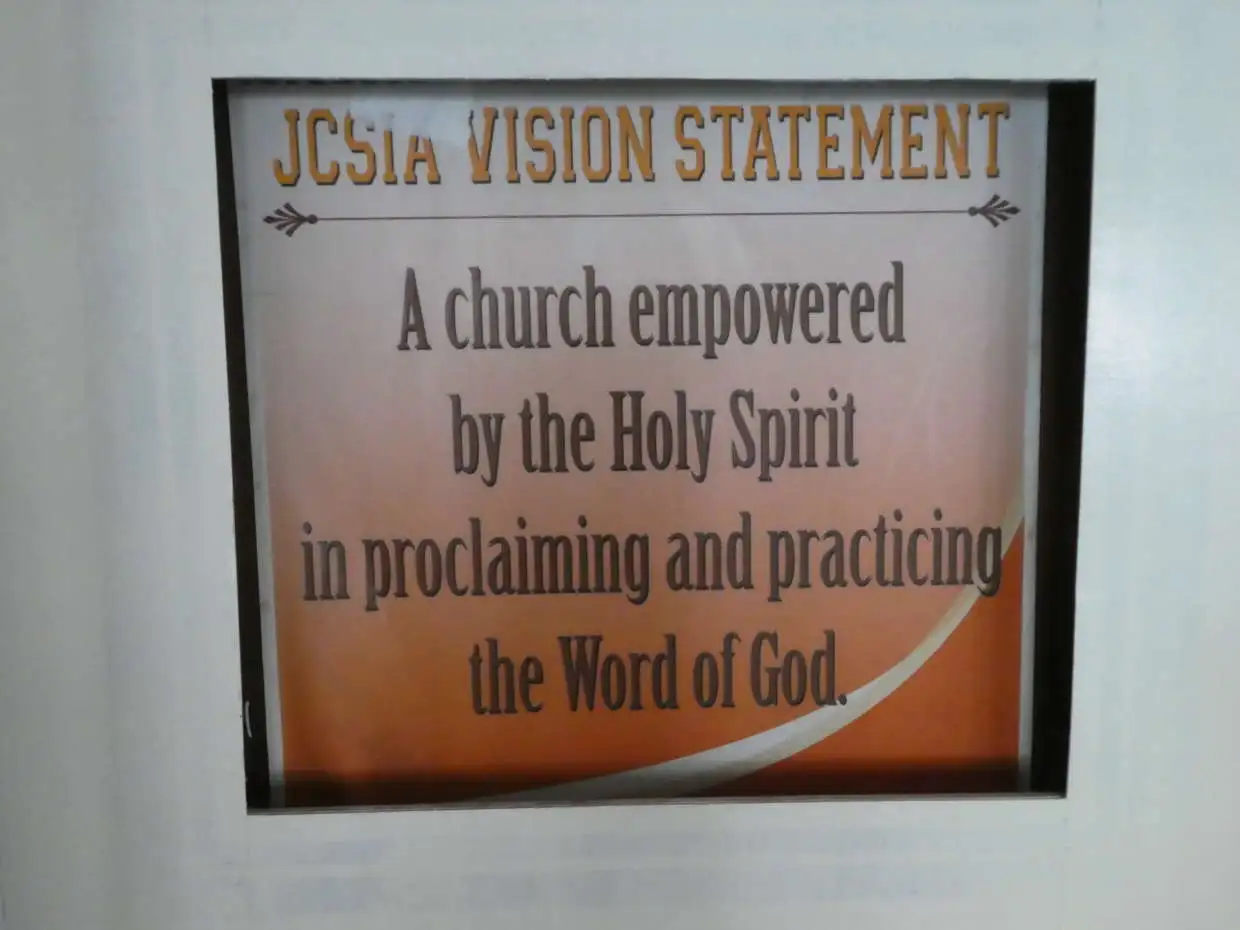 JCSIA VISION STATEMENT
A church empowered
by the Holy Spirit
in proclaiming and practicing
the Word of God.